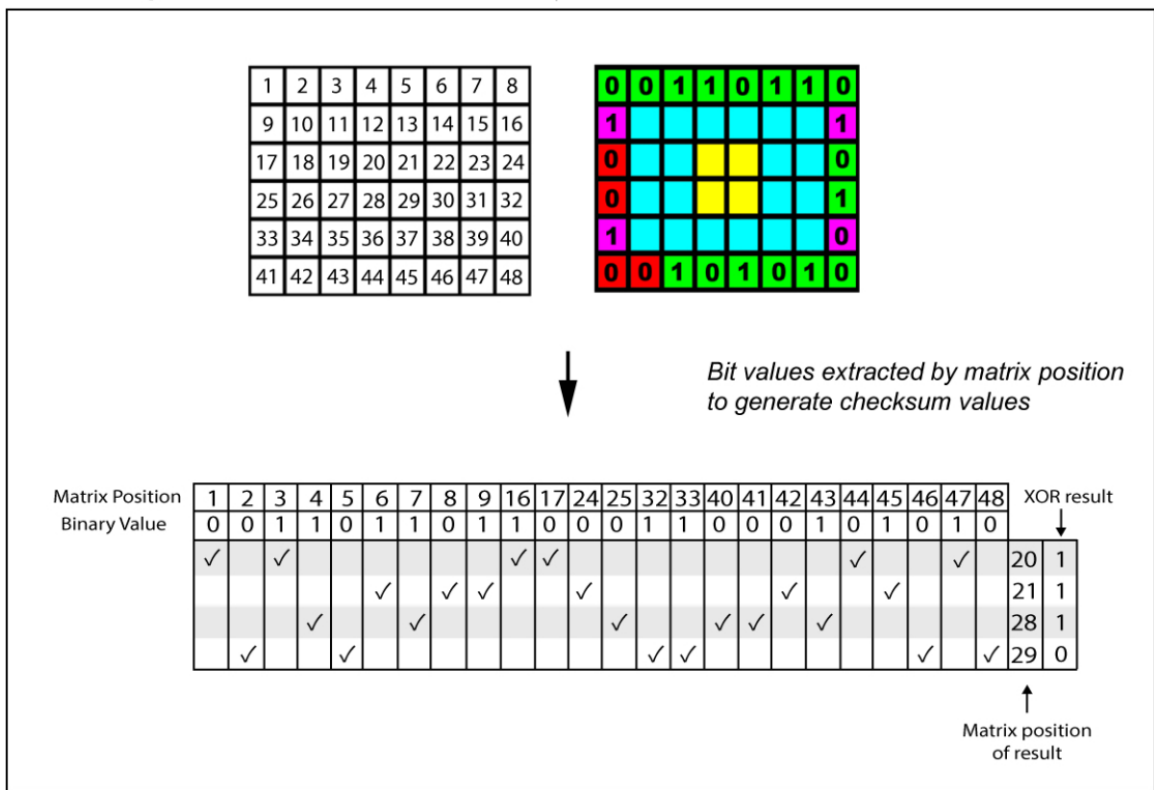 1 2 3 4 5 6 7 8
9 10 11 12 13 14 15 16
17 18 19 20 21 22 23 24
25 26 27 28 29 30 31 32
33 34 35 36 37 38 39 40
41 42 43 44 45 46 47 48
0 0 1 1 0 1 1 0
1 1
0 0
0 1
1 0
0 0 1 0 1 0 1 0
Bit values extracted by matrix position
to generate checksum values
Matrix Position 1 2 3 4 5 6 7 8 9 16 17 24 25 32 33 40 41 42 43 44 45 46 47 48 XOR result
Binary Value 0 0 1 1 0 1 1 0 1 1 0 0 0 1 1 0 0 0 1 0 1 0 1 0
✓ ✓ ✓ ✓ ✓ ✓ 20 1
✓ ✓ ✓ ✓ ✓ ✓ 21 1
✓ ✓ ✓ ✓ ✓ ✓ 28 1
✓ ✓ ✓ ✓ ✓ ✓ 29 0
Matrix position
of result